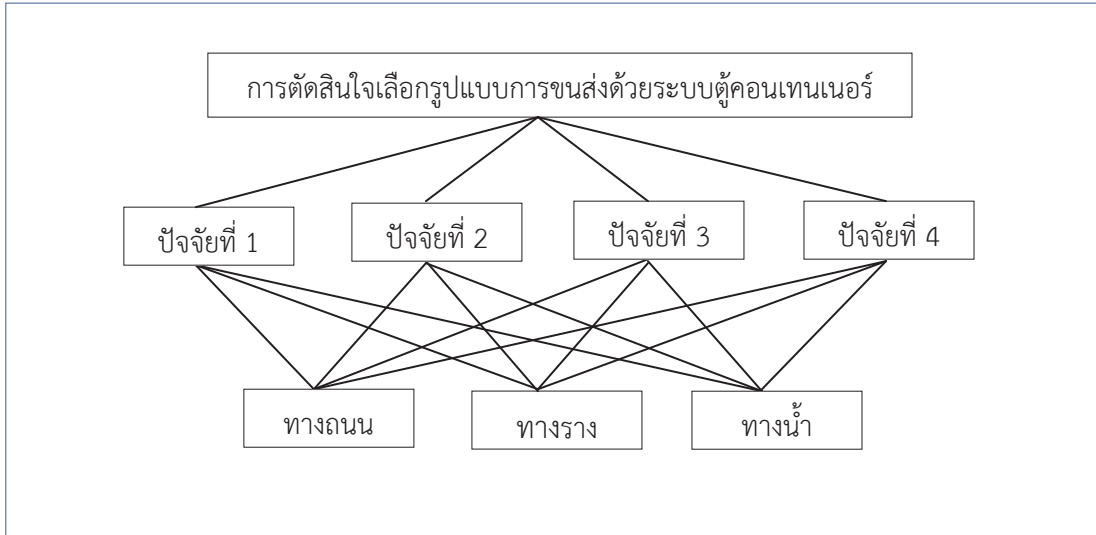 การตัดสินใจเลือกรูปแบบการขนส่งด้วยระบบตู้คอนเทนเนอร์
ปัจจัยที่ 1
ปัจจัยที่ 2
ปัจจัยที่ 3
ปัจจัยที่ 4
ทางถนน
ทางราง
ทางน้ำ